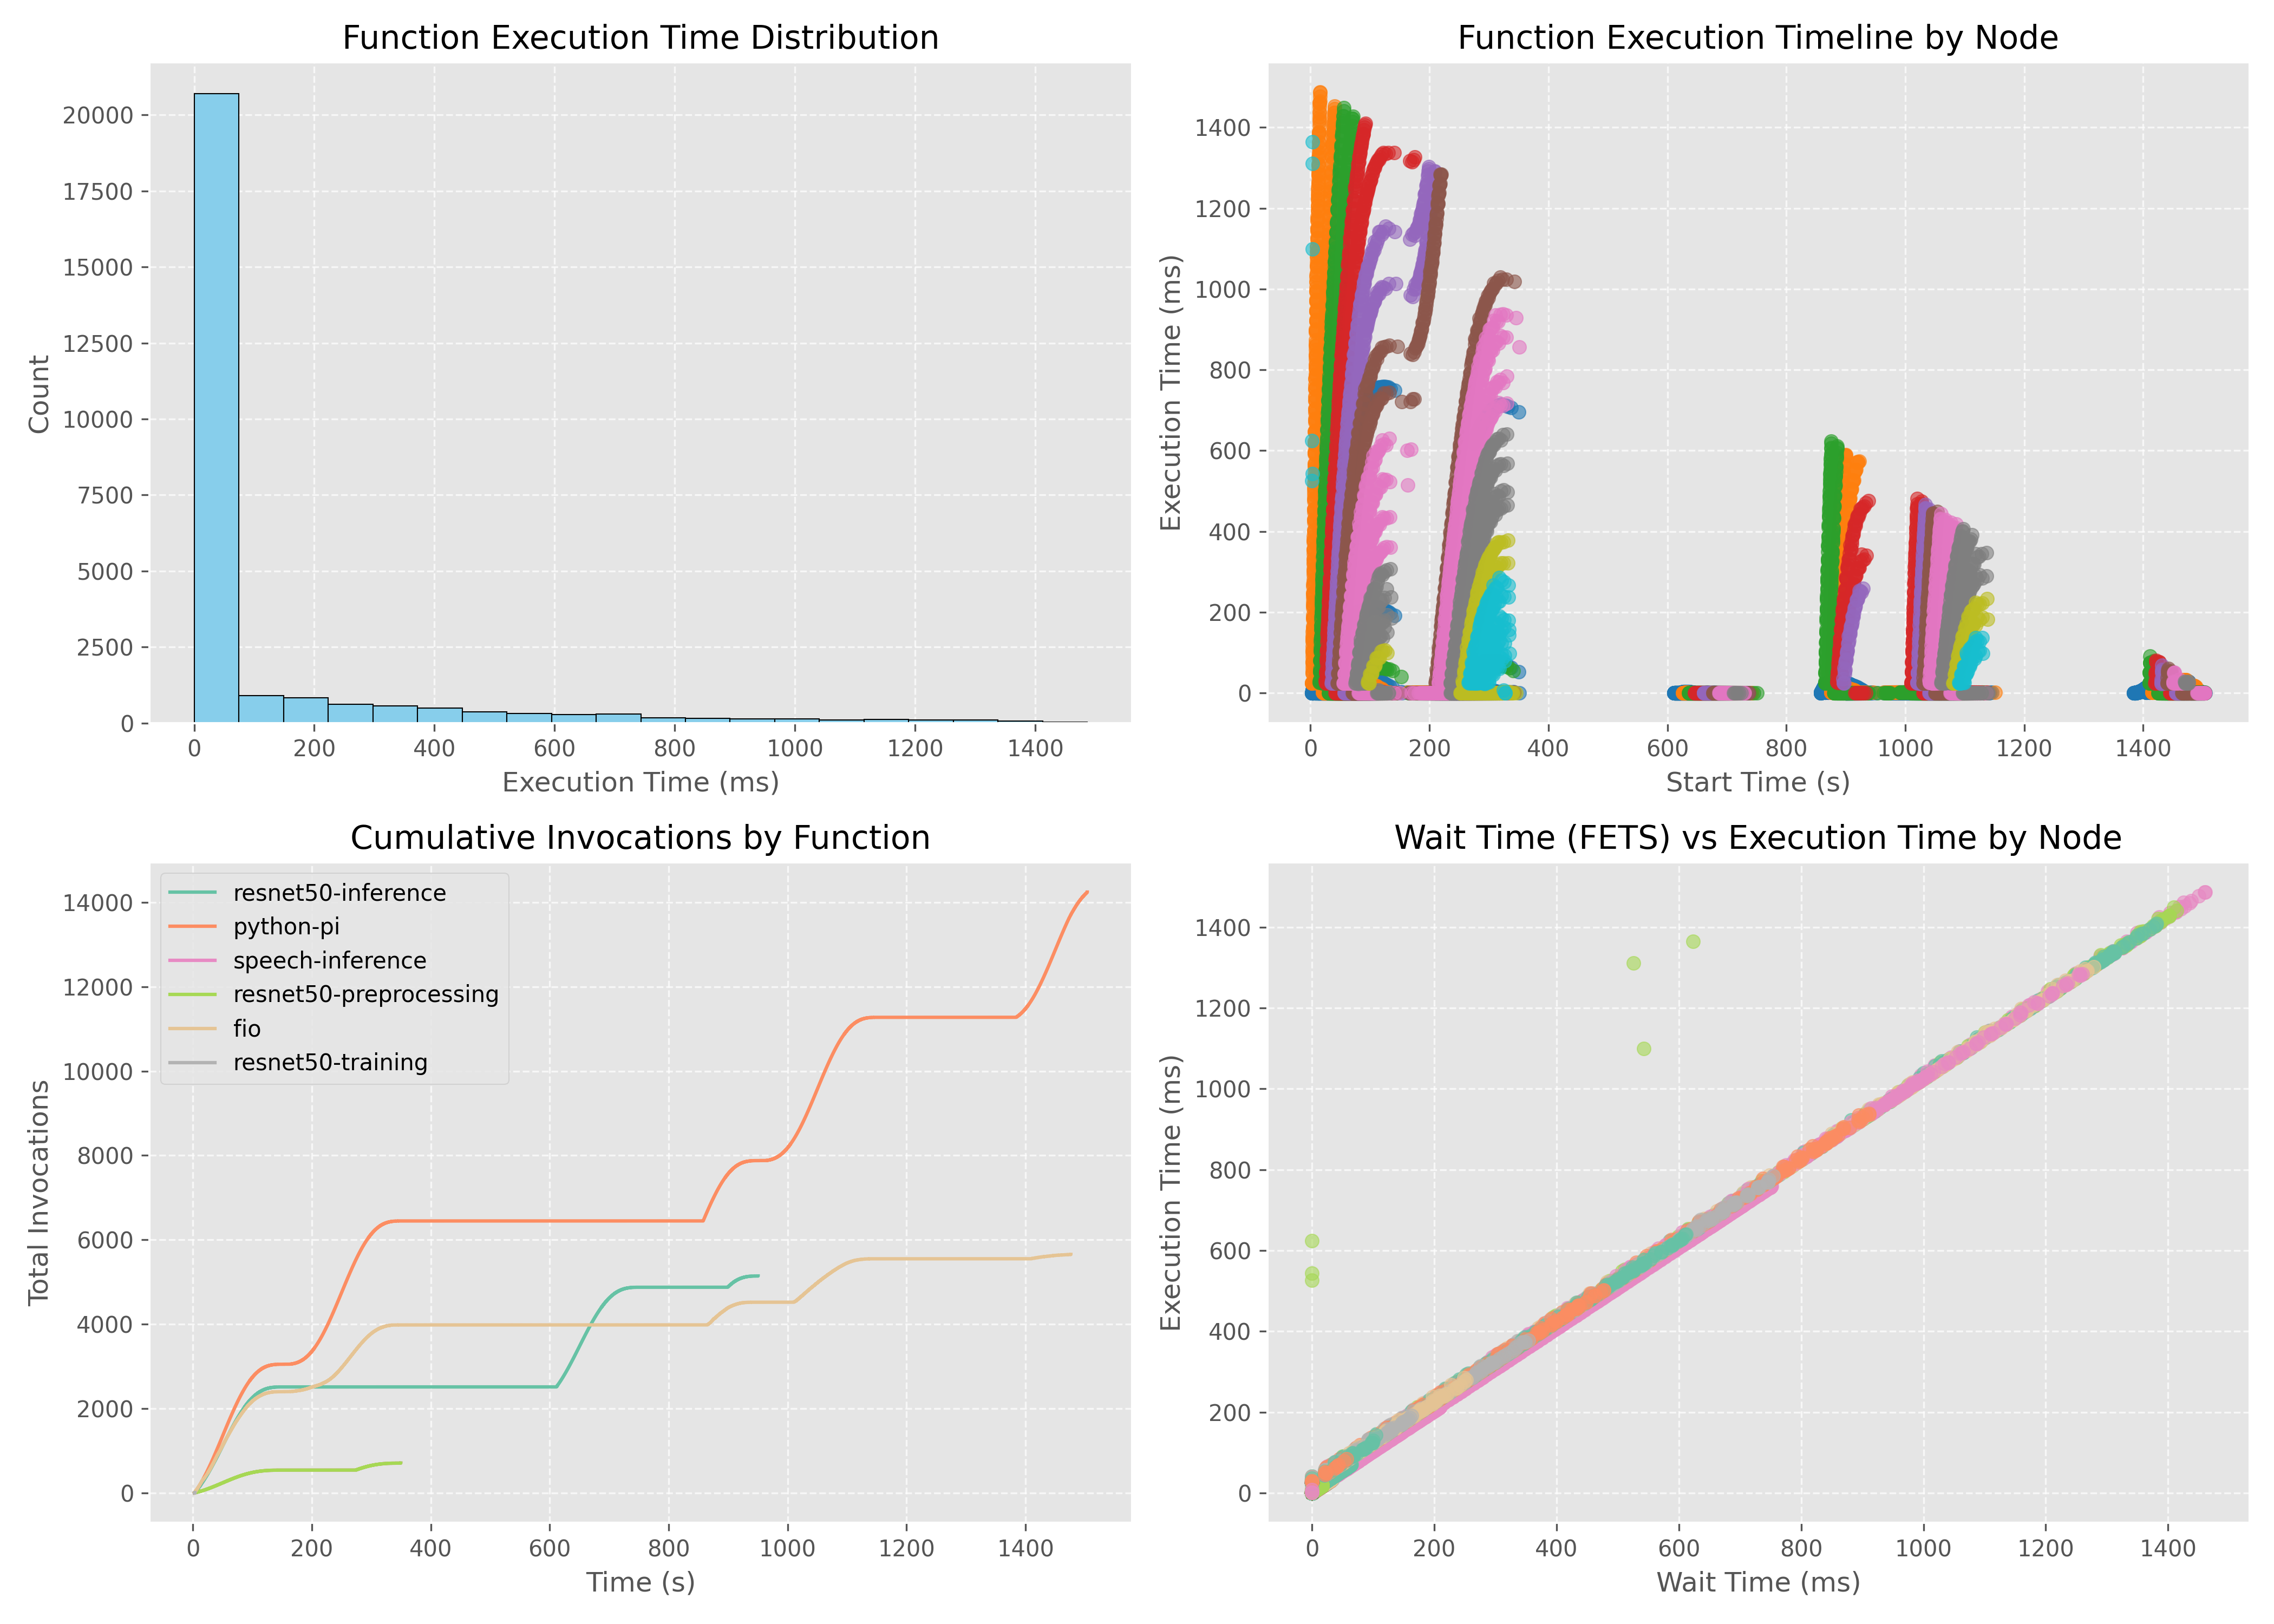 Function Execution Time Distribution
20000
17500
15000
12500
10000
7500
5000
2500
0
Count
0 200 400 600 800 1000 1200 1400
Execution Time (ms)
Function Execution Timeline by Node
1400
1200
1000
800
600
400
200
0
Execution Time (ms)
0 200 400 600 800 1000 1200 1400
Start Time (s)
Cumulative Invocations by Function
14000
12000
10000
8000
6000
4000
2000
0
Total Invocations
resnet50-inference
python-pi
speech-inference
resnet50-preprocessing
fio
resnet50-training
0 200 400 600 800 1000 1200 1400
Time (s)
Wait Time (FETS) vs Execution Time by Node
1400
1200
1000
800
600
400
200
0
Execution Time (ms)
0 200 400 600 800 1000 1200 1400
Wait Time (ms)